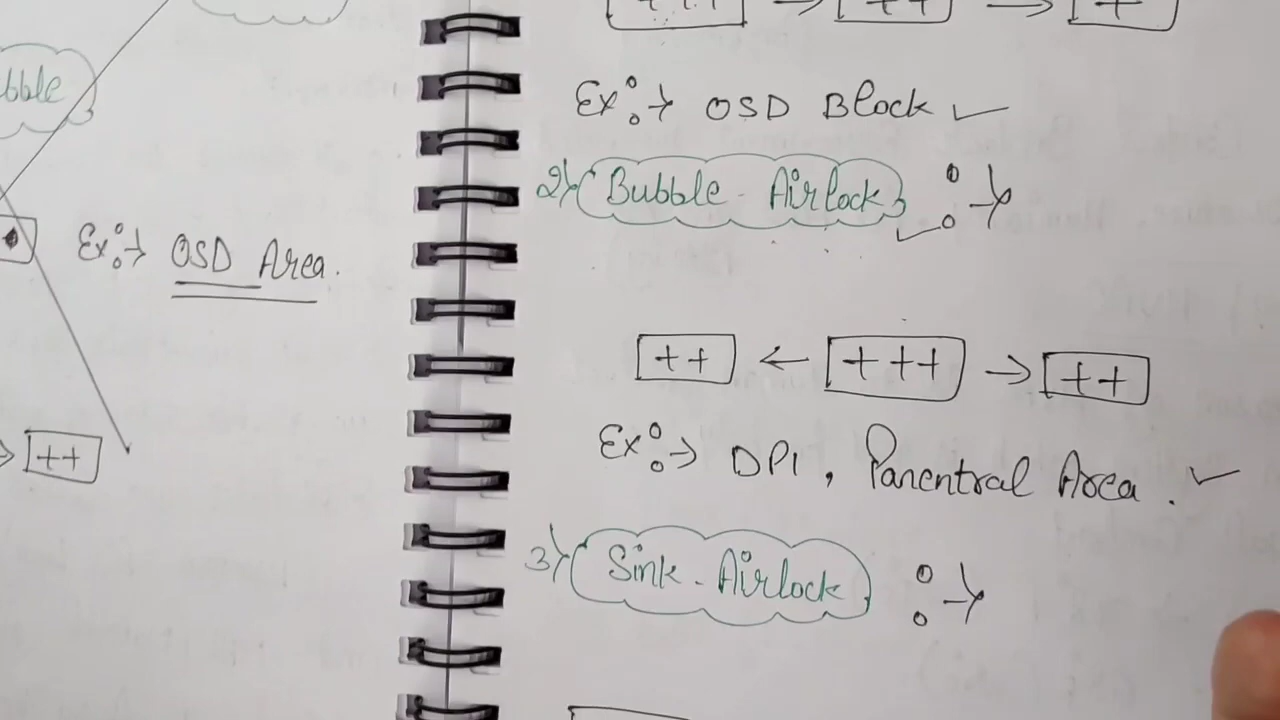 bble
Ex:→ OSD Area.
→ ++
+++ → ++ → +
Ex:→ OSD Block ✓
2) Bubble - Airlock :→
✓
++ ← +++ → ++
Ex:→ DPI, Parentral Area. ✓
3) Sink - Airlock :→